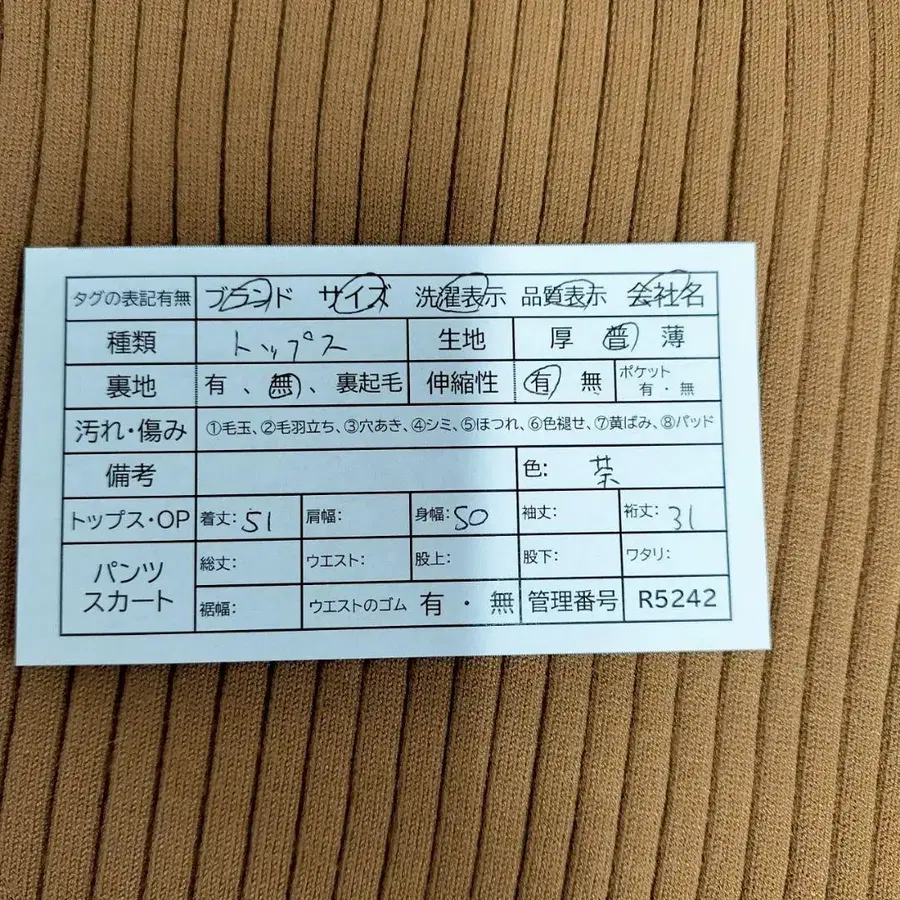 タグの表記有無 ブランド サイズ 洗濯表示 品質表示 会社名
種類 トップス 生地 厚 普 薄
裏地 有、無、裏起毛 伸縮性 有 無 ポケット 有・無
汚れ・傷み ①毛玉、②毛羽立ち、③穴あき、④シミ、⑤ほつれ、⑥色褪せ、⑦黄ばみ、⑧パッド
備考 色: 茶
トップス・OP 着丈:51 肩幅: 身幅:50 袖丈: 裄丈:31
パンツ スカート 総丈: ウエスト: 股上: 股下: ワタリ:
裾幅: ウエストのゴム 有・無 管理番号 R5242